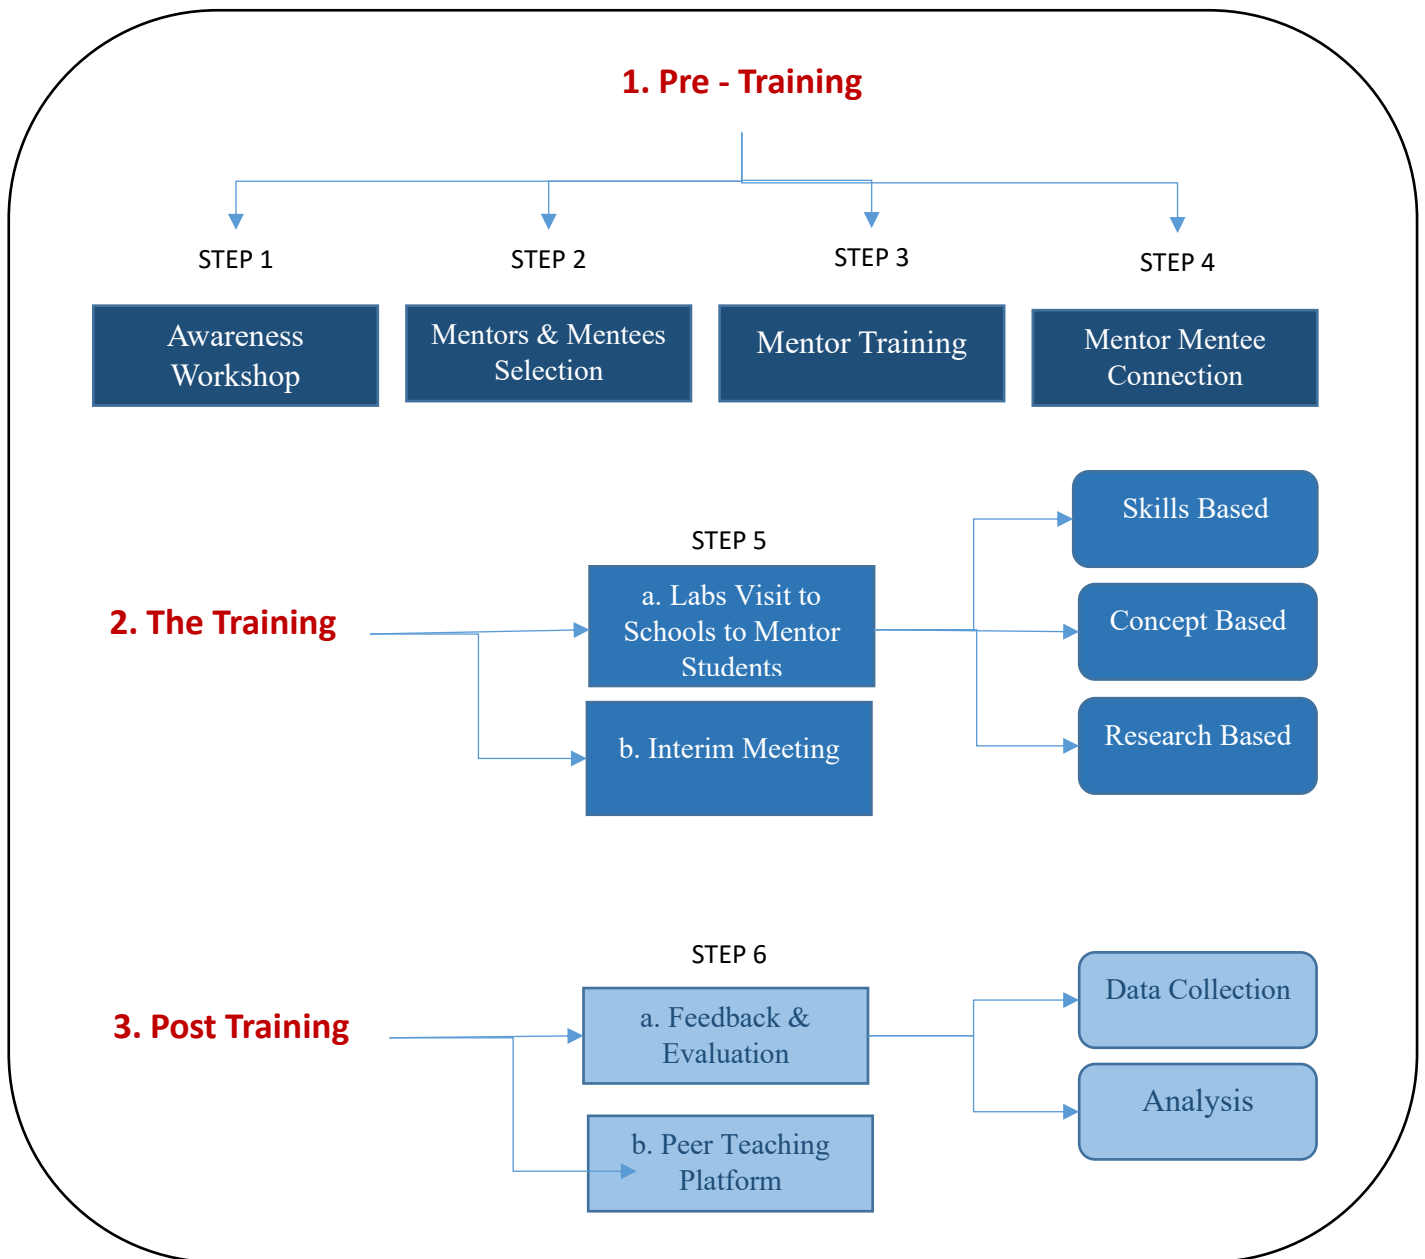 1. Pre - Training
STEP 1
STEP 2
STEP 3
STEP 4
Awareness
Workshop
Mentors & Mentees
Selection
Mentor Training
Mentor Mentee
Connection
2. The Training
STEP 5
a. Labs Visit to
Schools to Mentor
Students
b. Interim Meeting
Skills Based
Concept Based
Research Based
3. Post Training
STEP 6
a. Feedback &
Evaluation
b. Peer Teaching
Platform
Data Collection
Analysis